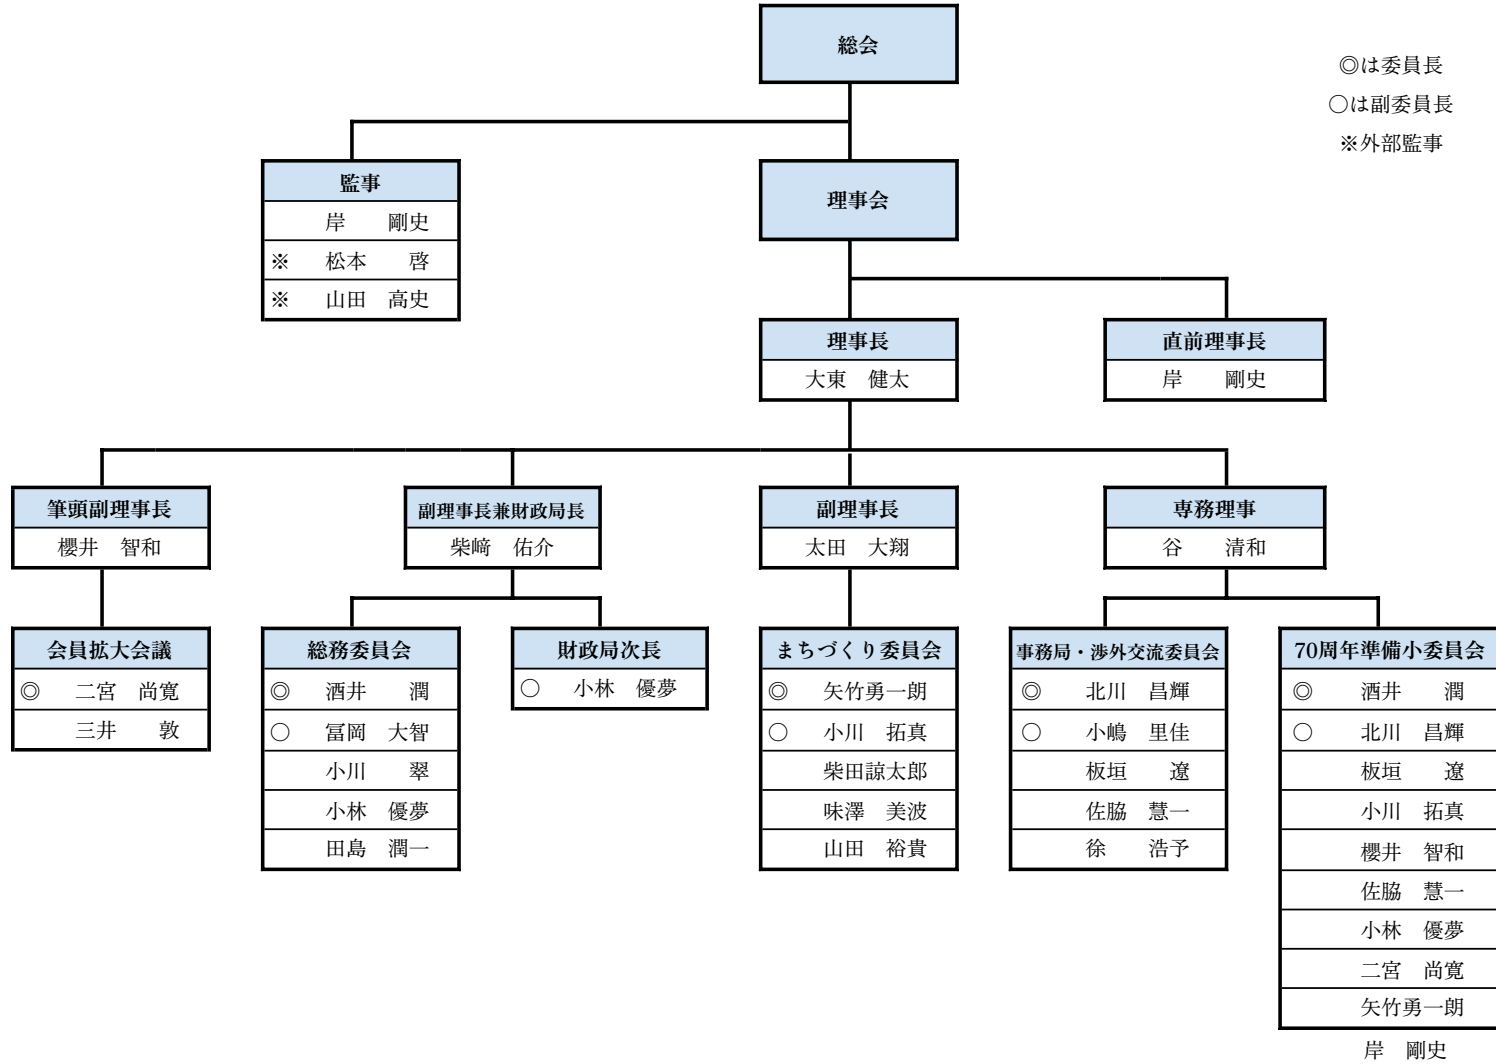 総会
◎は委員長
○は副委員長
※外部監事
監事
岸　　剛史
※　松本　　啓
※　山田　高史
理事会
理事長
大東　健太
直前理事長
岸　　剛史
筆頭副理事長
櫻井　智和
副理事長兼財政局長
柴﨑　佑介
副理事長
太田　大翔
専務理事
谷　　清和
会員拡大会議
◎　二宮　尚寛
三井　　敦
総務委員会
◎　酒井　　潤
○　冨岡　大智
小川　　翠
小林　優夢
田島　潤一
財政局次長
○　小林　優夢
まちづくり委員会
◎　矢竹勇一朗
○　小川　拓真
柴田諒太郎
味澤　美波
山田　裕貴
事務局・渉外交流委員会
◎　北川　昌輝
○　小嶋　里佳
板垣　　遼
佐脇　慧一
徐　　浩予
70周年準備小委員会
◎　酒井　　潤
○　北川　昌輝
板垣　　遼
小川　拓真
櫻井　智和
佐脇　慧一
小林　優夢
二宮　尚寛
矢竹勇一朗
岸　剛史